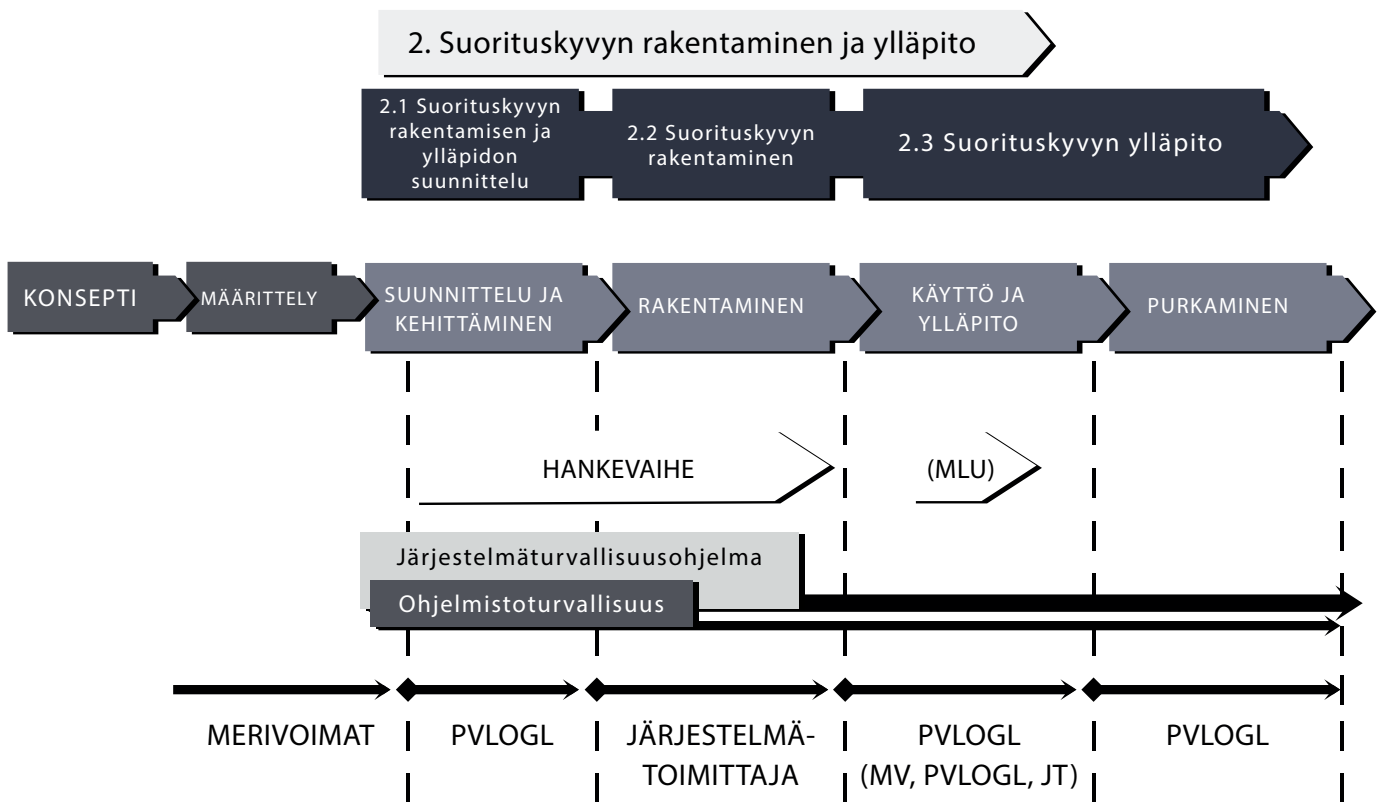 2. Suorituskyvyn rakentaminen ja ylläpito
2.1 Suorituskyvyn
rakentamisen ja
ylläpidon
suunnittelu
2.2 Suorituskyvyn
rakentaminen
2.3 Suorituskyvyn ylläpito
KONSEPTI
MÄÄRITTELY
SUUNNITTELU JA
KEHITTÄMINEN
RAKENTAMINEN
KÄYTTÖ JA
YLLÄPITO
PURKAMINEN
HANKEVAIHE
(MLU)
Järjestelmäturvallisuusohjelma
Ohjelmistoturvallisuus
MERIVOIMAT
PVLOGL
JÄRJESTELMÄ-
TOIMITTAJA
PVLOGL
(MV, PVLOGL, JT)
PVLOGL